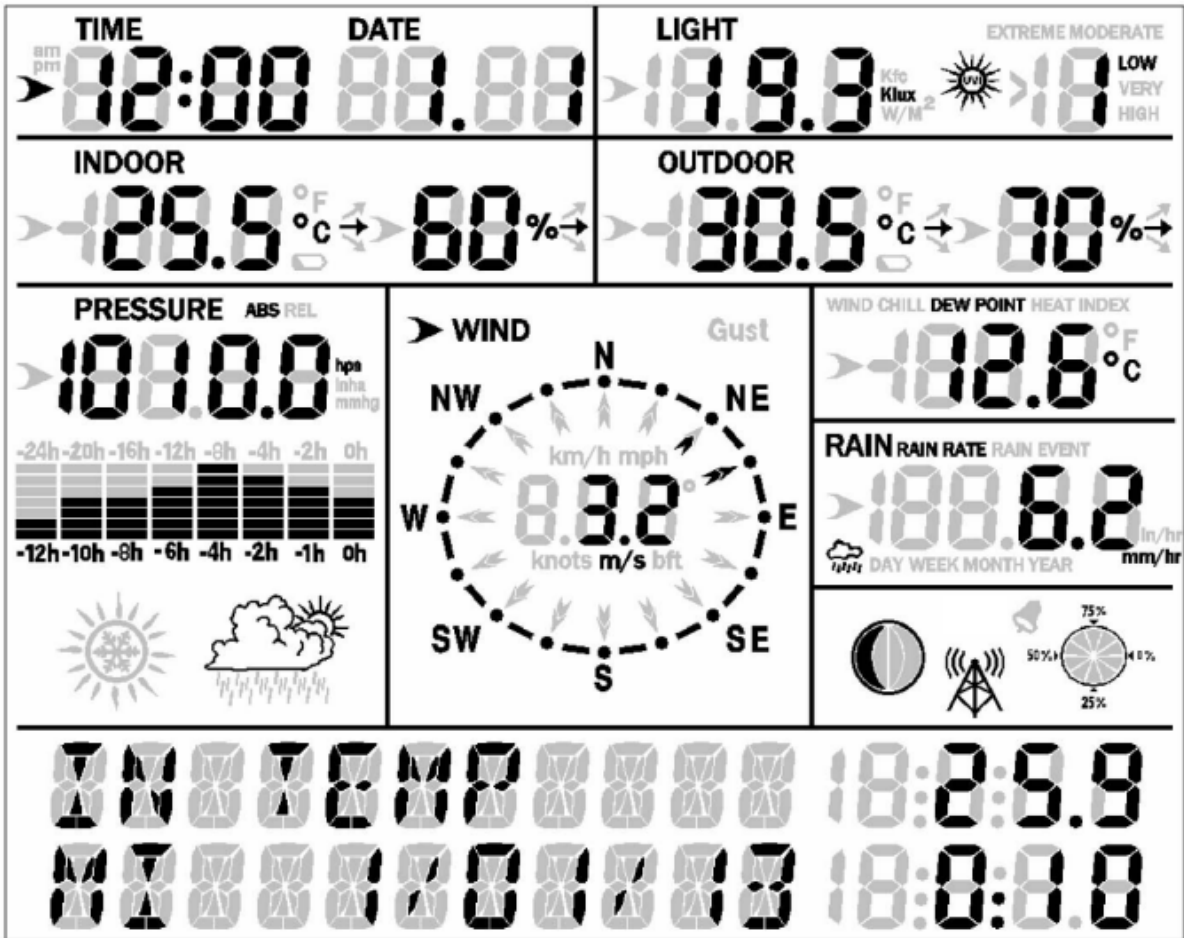 TIME DATE
am
pm
12:00 1. 1
LIGHT EXTREME MODERATE
19.3 Kfc
Klux
W/M²
UVI
1 LOW
VERY
HIGH
INDOOR
25.5 °F
°C
60%
OUTDOOR
30.5 °F
°C
70%
PRESSURE ABS REL
1010.0 hpa
inhg
mmhg
-24h -20h -16h -12h -8h -4h -2h 0h
-12h -10h -8h -6h -4h -2h -1h 0h
WIND Gust
N
NW NE
km/h mph
W 3.2 ° E
knots m/s bft
SW SE
S
WIND CHILL DEW POINT HEAT INDEX
12.6 °F
°C
RAIN RAIN RATE RAIN EVENT
6.2 in/hr
mm/hr
DAY WEEK MONTH YEAR
75%
50% 0%
25%
IN TEMP 25.9
MI 1/01/13 0:10